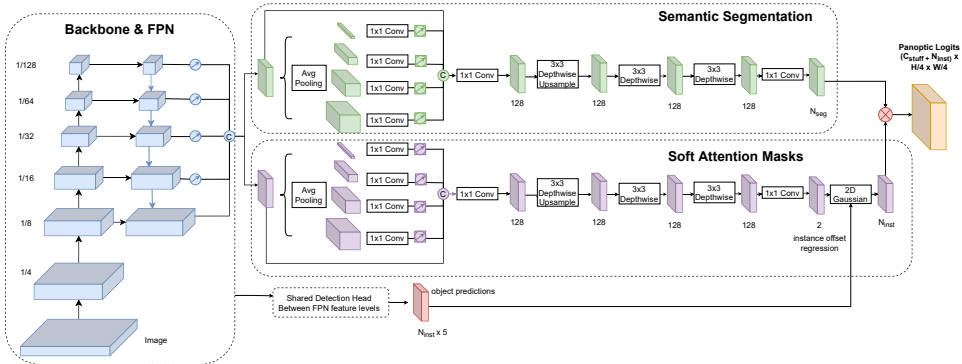 Backbone & FPN
1/128
1/64
1/32
1/16
1/8
1/4
Image
C
Semantic Segmentation
Avg
Pooling
1x1 Conv
1x1 Conv
1x1 Conv
1x1 Conv
C
1x1 Conv
128
3x3
Depthwise
Upsample
128
3x3
Depthwise
128
3x3
Depthwise
128
1x1 Conv
Nseg
Soft Attention Masks
Avg
Pooling
1x1 Conv
1x1 Conv
1x1 Conv
1x1 Conv
C
1x1 Conv
128
3x3
Depthwise
Upsample
128
3x3
Depthwise
128
3x3
Depthwise
128
1x1 Conv
2
instance offset
regression
2D
Gaussian
Ninst
Panoptic Logits
(Cstuff + Ninst) x
H/4 x W/4
Shared Detection Head
Between FPN feature levels
object predictions
Ninst x 5